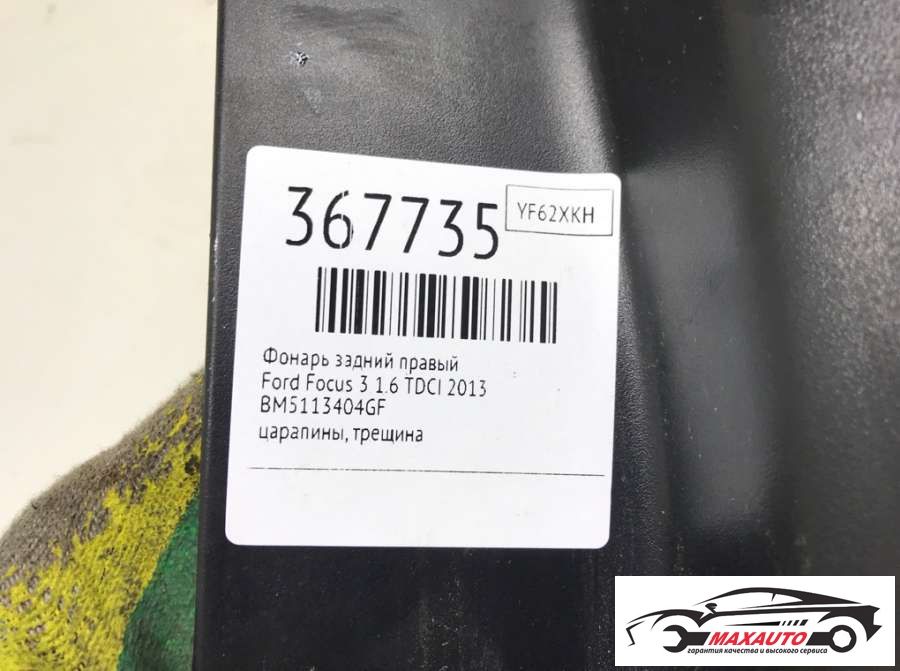 367735
YF62XKH
Фонарь задний правый
Ford Focus 3 1.6 TDCI 2013
BM5113404GF
царапины, трещина
MAXAUTO
гарантия качества и высокого сервиса